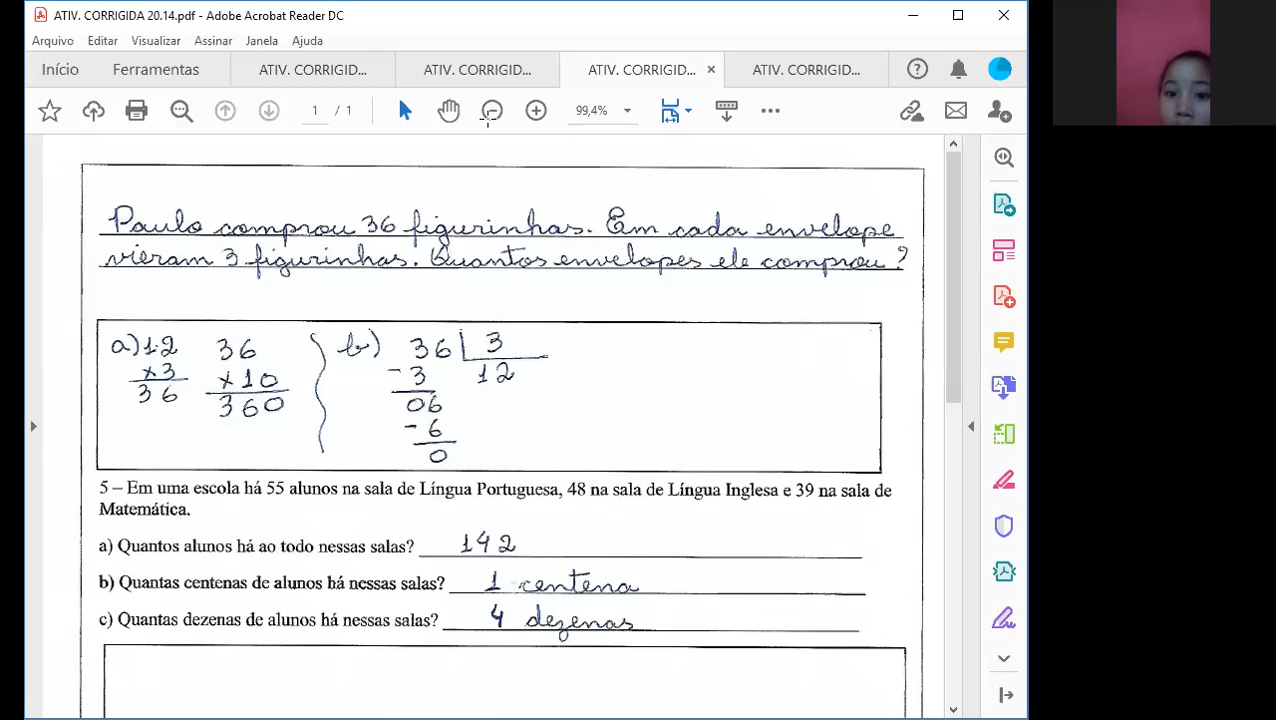 ATIV. CORRIGIDA 20.14.pdf - Adobe Acrobat Reader DC
Arquivo Editar Visualizar Assinar Janela Ajuda
Início Ferramentas ATIV. CORRIGID... ATIV. CORRIGID... ATIV. CORRIGID... ATIV. CORRIGID...
1 / 1 99,4%
Paulo comprou 36 figurinhas. Em cada envelope
vieram 3 figurinhas. Quantos envelopes ele comprou?
a) 12 36 b) 36 3
x3 x10 -3 12
36 360 06
-6
0
5 – Em uma escola há 55 alunos na sala de Língua Portuguesa, 48 na sala de Língua Inglesa e 39 na sala de
Matemática.
a) Quantos alunos há ao todo nessas salas? 142
b) Quantas centenas de alunos há nessas salas? 1 centena
c) Quantas dezenas de alunos há nessas salas? 4 dezenas